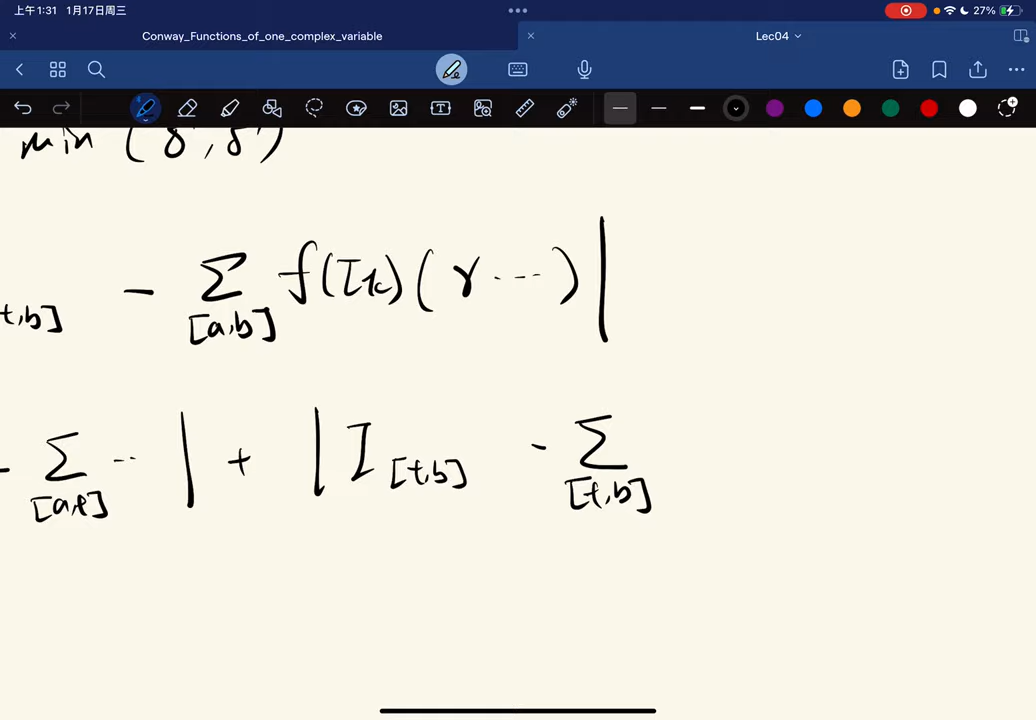 上午1:31 1月17日周三 27%
Conway_Functions_of_one_complex_variable Lec04
min (δ', δ'')
t,b] - Σ [a,b] f(τk)(γ ...) |
- Σ [a,t] ... | + | I [t,b] - Σ [t,b]